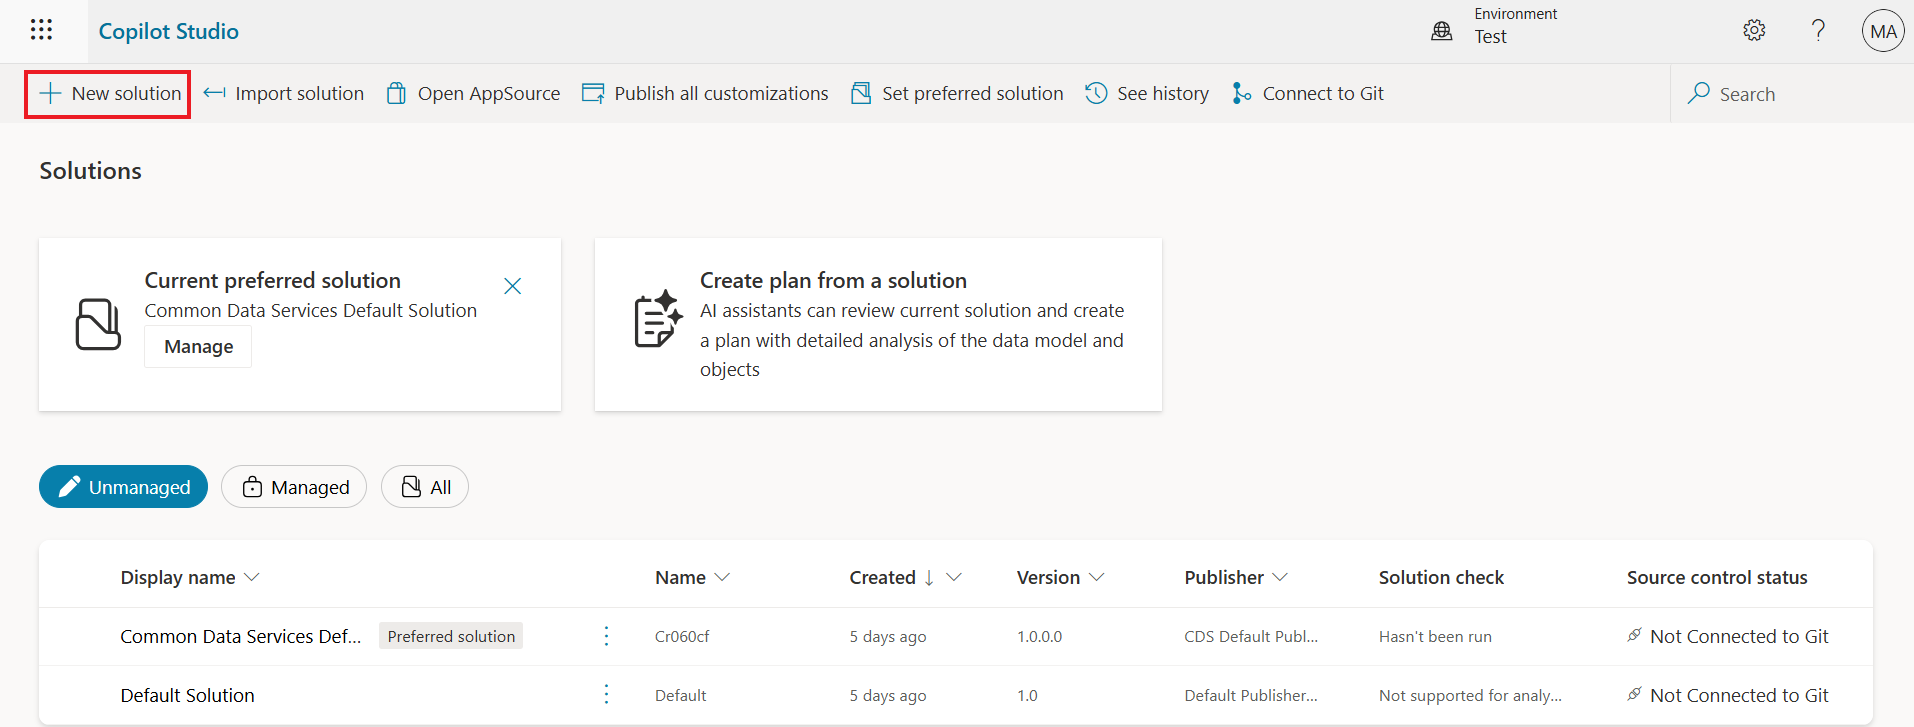 Copilot Studio
Environment
Test
?
MA
New solution
Import solution
Open AppSource
Publish all customizations
Set preferred solution
See history
Connect to Git
Search
Solutions
Current preferred solution
Common Data Services Default Solution
Manage
Create plan from a solution
AI assistants can review current solution and create
a plan with detailed analysis of the data model and
objects
Unmanaged
Managed
All
Display name Name Created ↓ Version Publisher Solution check Source control status
Common Data Services Def... Preferred solution Cr060cf 5 days ago 1.0.0.0 CDS Default Publ... Hasn't been run Not Connected to Git
Default Solution Default 5 days ago 1.0 Default Publisher... Not supported for analy... Not Connected to Git